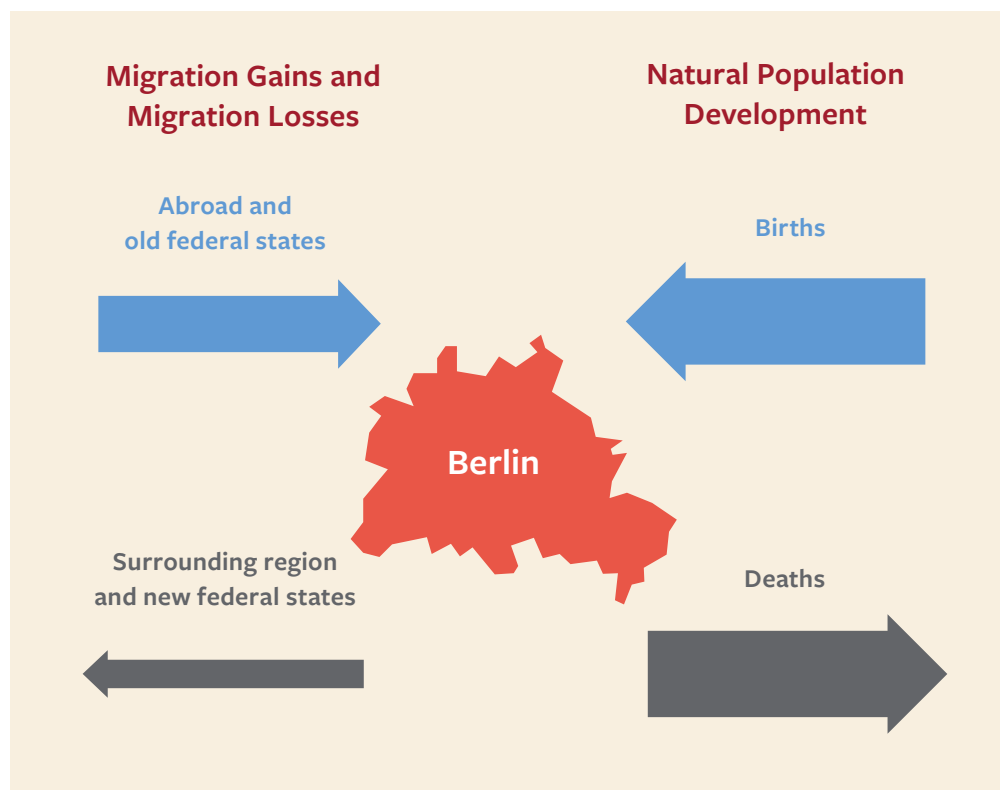 Migration Gains and
Migration Losses
Natural Population
Development
Abroad and
old federal states
Births
Berlin
Surrounding region
and new federal states
Deaths